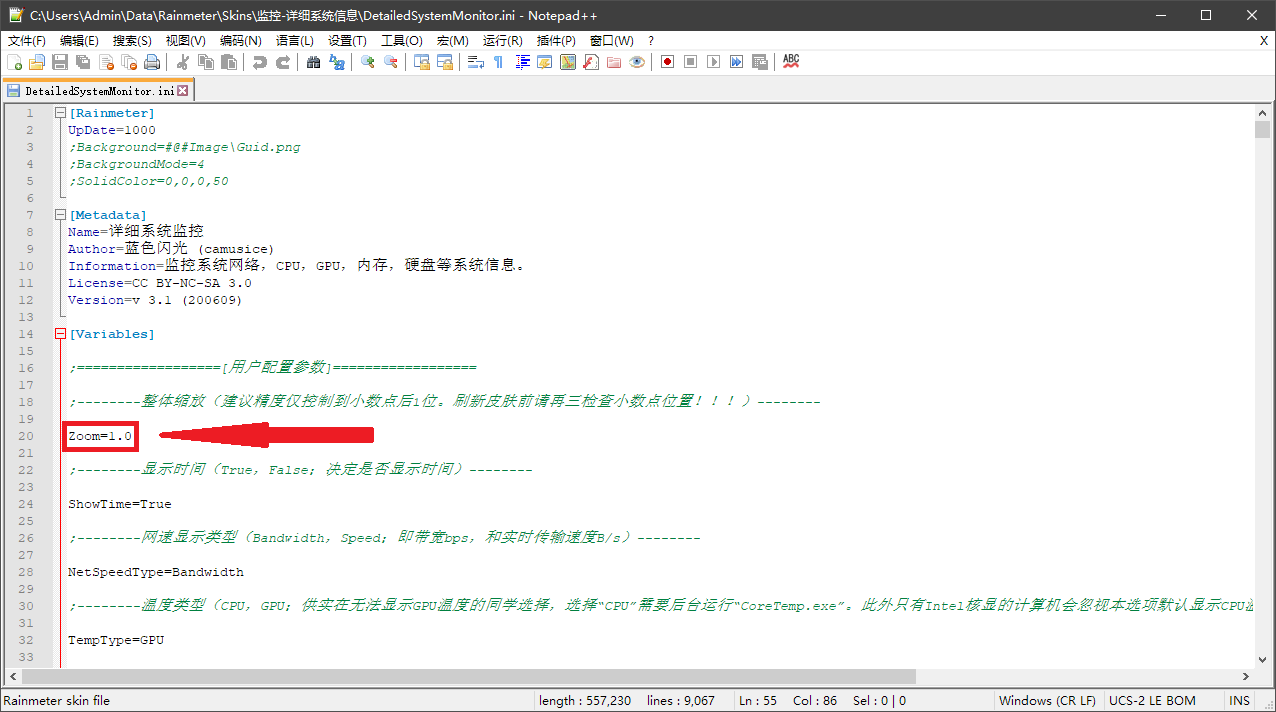 C:\Users\Admin\Data\Rainmeter\Skins\监控-详细系统信息\DetailedSystemMonitor.ini - Notepad++
文件(F) 编辑(E) 搜索(S) 视图(V) 编码(N) 语言(L) 设置(T) 工具(O) 宏(M) 运行(R) 插件(P) 窗口(W) ? X
ABC
DetailedSystemMonitor.ini
1 [Rainmeter]
2 UpDate=1000
3 ;Background=#@#Image\Guid.png
4 ;BackgroundMode=4
5 ;SolidColor=0,0,0,50
6
7 [Metadata]
8 Name=详细系统监控
9 Author=蓝色闪光 (camusice)
10 Information=监控系统网络，CPU，GPU，内存，硬盘等系统信息。
11 License=CC BY-NC-SA 3.0
12 Version=v 3.1 (200609)
13
14 [Variables]
15
16 ;==================[用户配置参数]==================
17
18 ;--------整体缩放（建议精度仅控制到小数点后1位。刷新皮肤前请再三检查小数点位置！！！）--------
19
20 Zoom=1.0
21
22 ;--------显示时间（True，False；决定是否显示时间）--------
23
24 ShowTime=True
25
26 ;--------网速显示类型（Bandwidth，Speed；即带宽bps，和实时传输速度B/s）--------
27
28 NetSpeedType=Bandwidth
29
30 ;--------温度类型（CPU，GPU；供实在无法显示GPU温度的同学选择，选择“CPU”需要后台运行“CoreTemp.exe”。此外只有Intel核显的计算机会忽视本选项默认显示CPU
31
32 TempType=GPU
33
Rainmeter skin file length : 557,230 lines : 9,067 Ln : 55 Col : 86 Sel : 0 | 0 Windows (CR LF) UCS-2 LE BOM INS